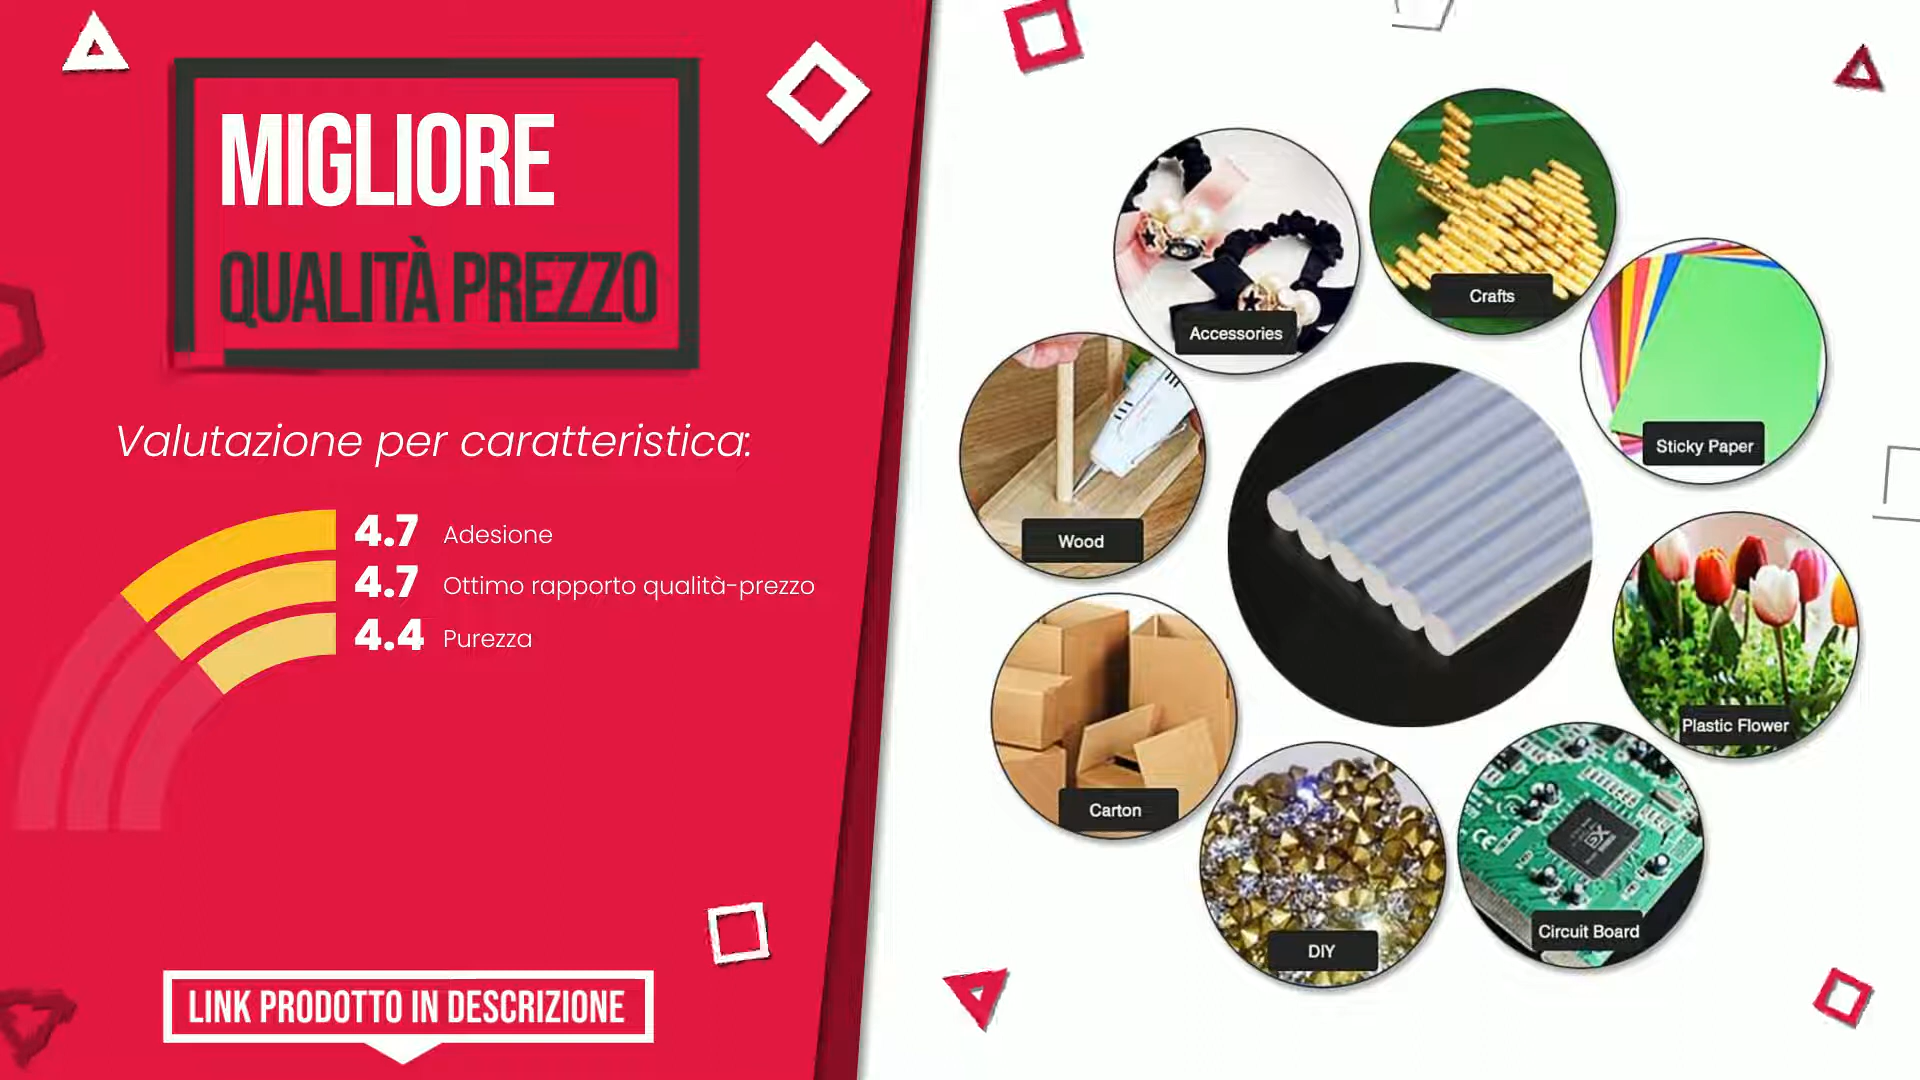 MIGLIORE
QUALITÀ PREZZO
Valutazione per caratteristica:
4.7 Adesione
4.7 Ottimo rapporto qualità-prezzo
4.4 Purezza
LINK PRODOTTO IN DESCRIZIONE
Accessories
Crafts
Sticky Paper
Wood
Plastic Flower
Carton
Circuit Board
DIY